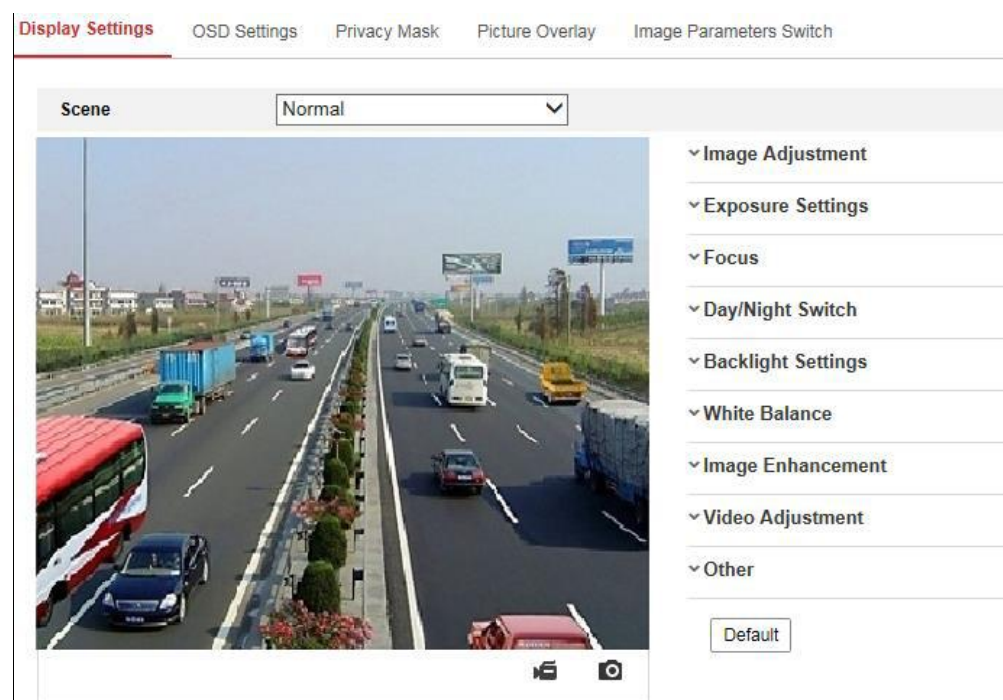 Display Settings
OSD Settings
Privacy Mask
Picture Overlay
Image Parameters Switch
Scene
Normal
Image Adjustment
Exposure Settings
Focus
Day/Night Switch
Backlight Settings
White Balance
Image Enhancement
Video Adjustment
Other
Default